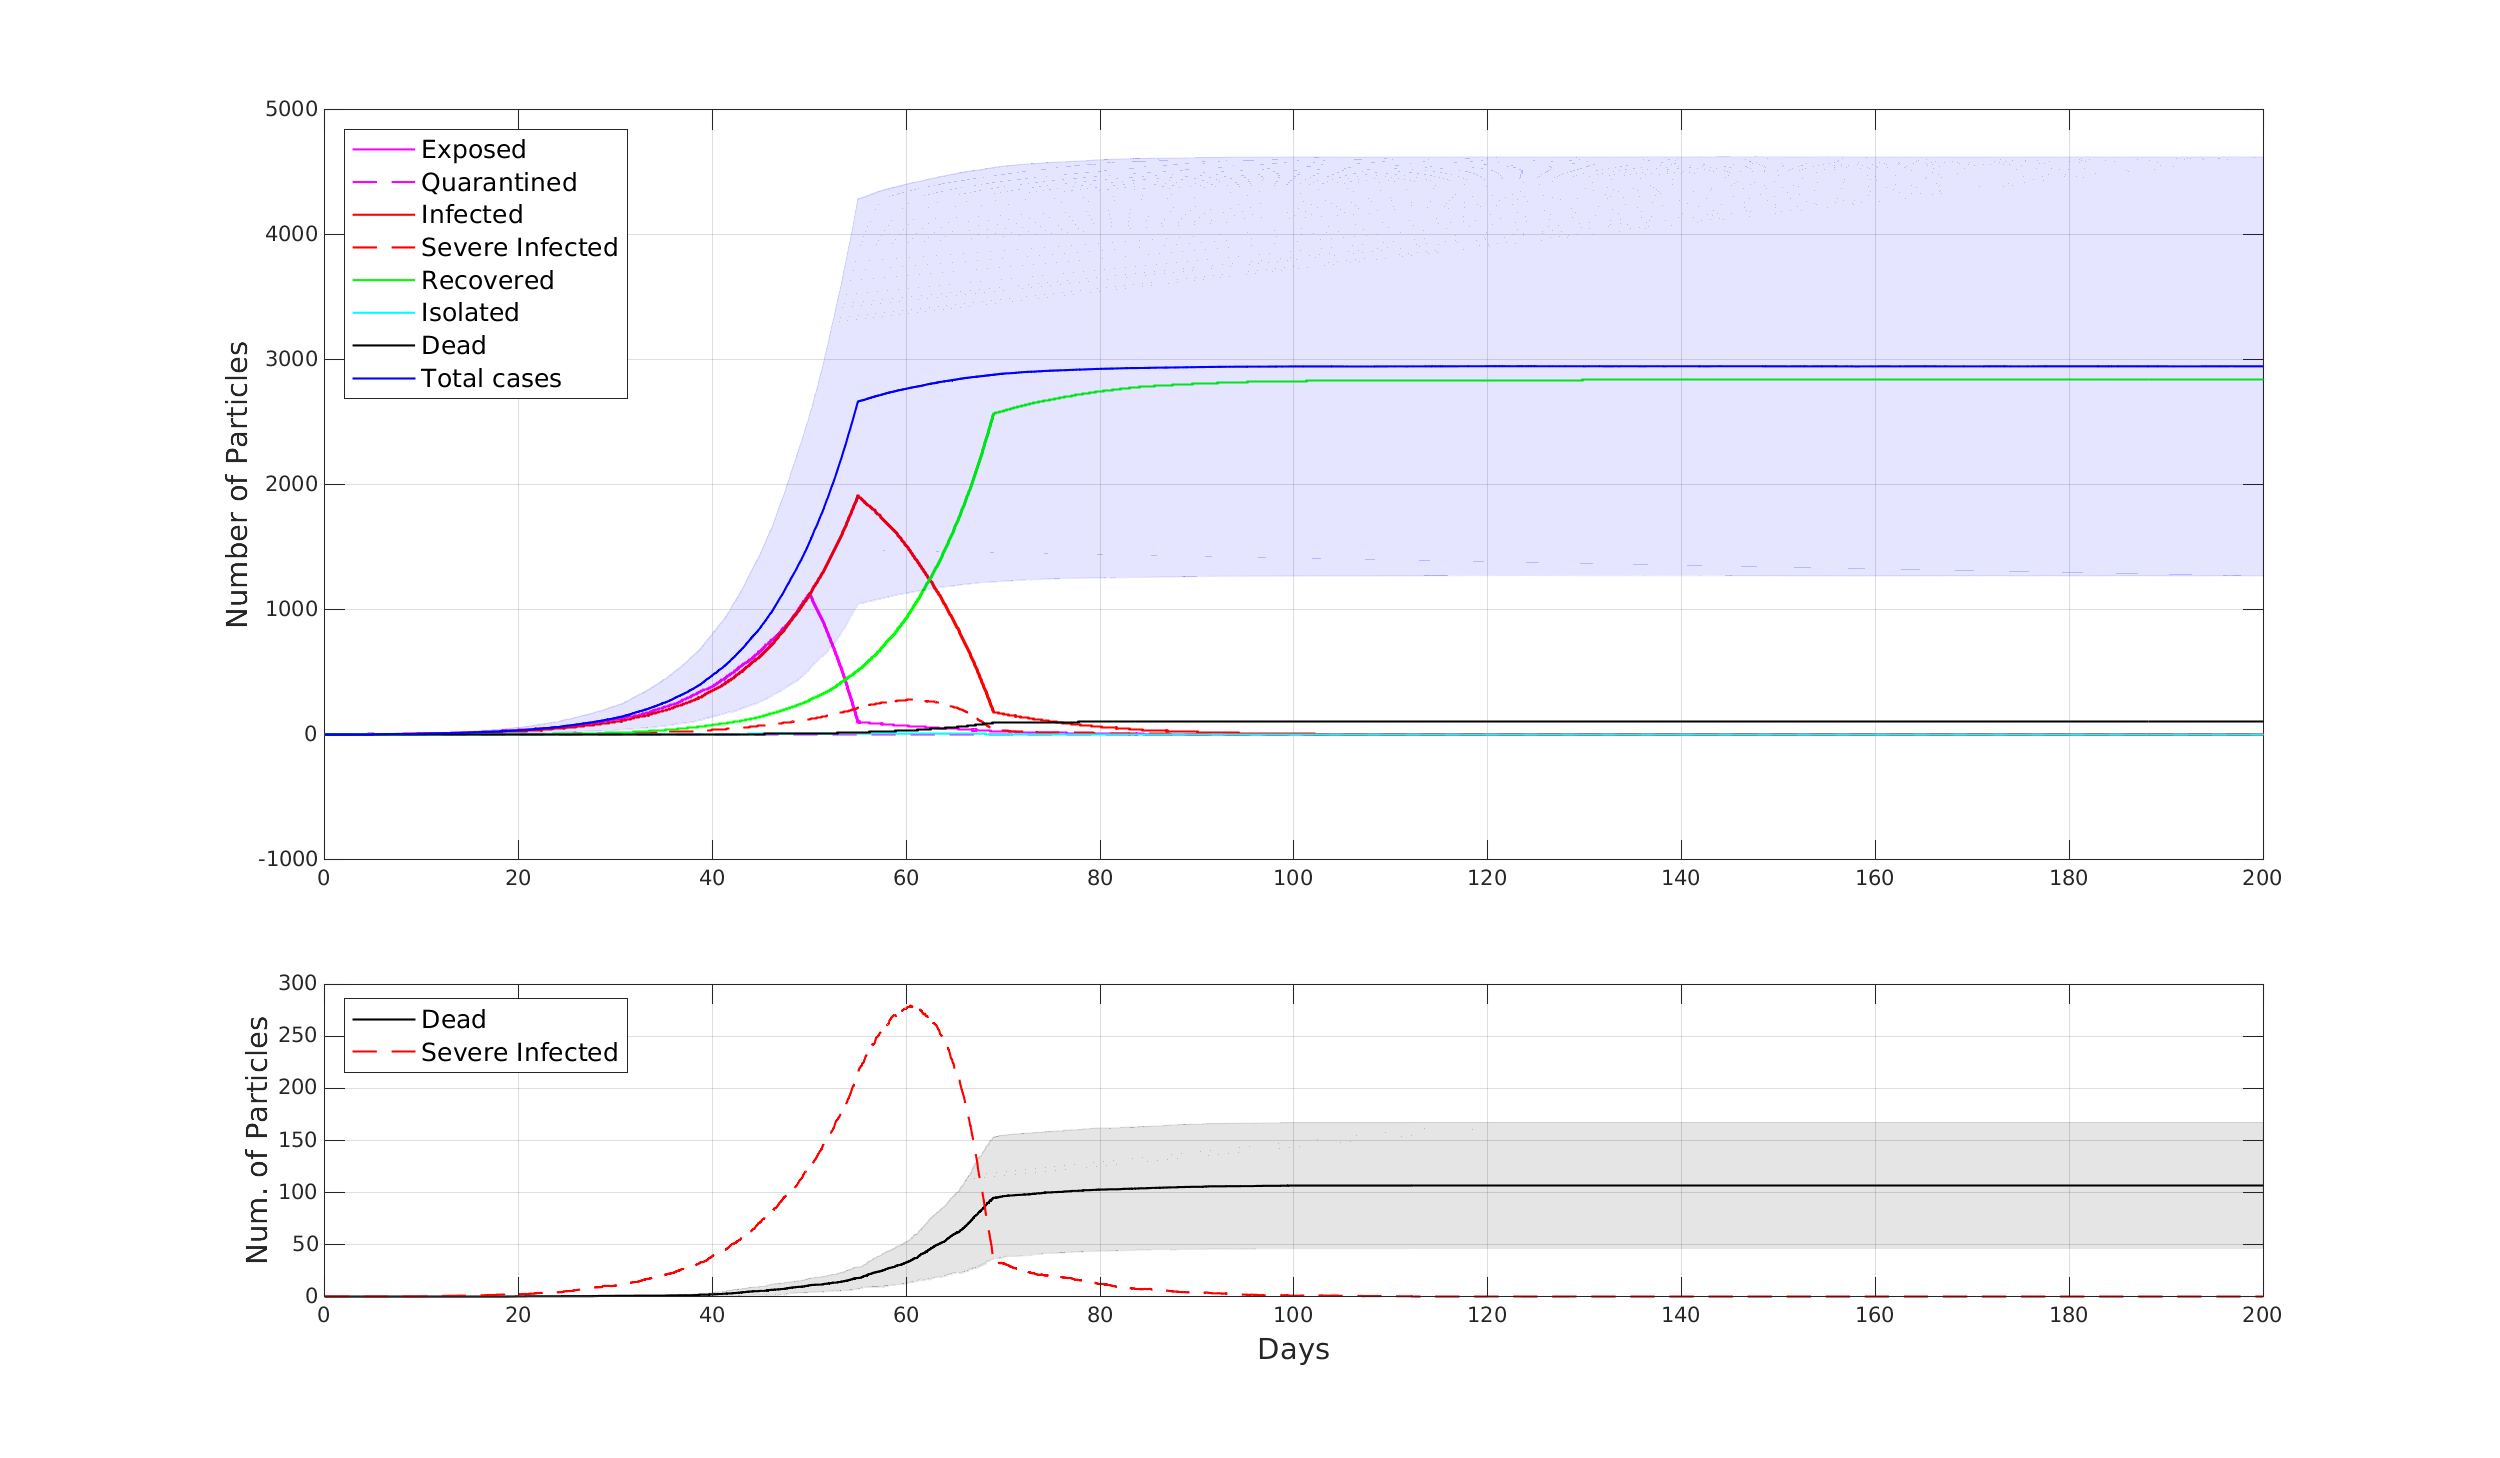 5000
4000
3000
2000
1000
0
-1000
Number of Particles
Exposed
Quarantined
Infected
Severe Infected
Recovered
Isolated
Dead
Total cases
0 20 40 60 80 100 120 140 160 180 200
300
250
200
150
100
50
0
Num. of Particles
Dead
Severe Infected
0 20 40 60 80 100 120 140 160 180 200
Days